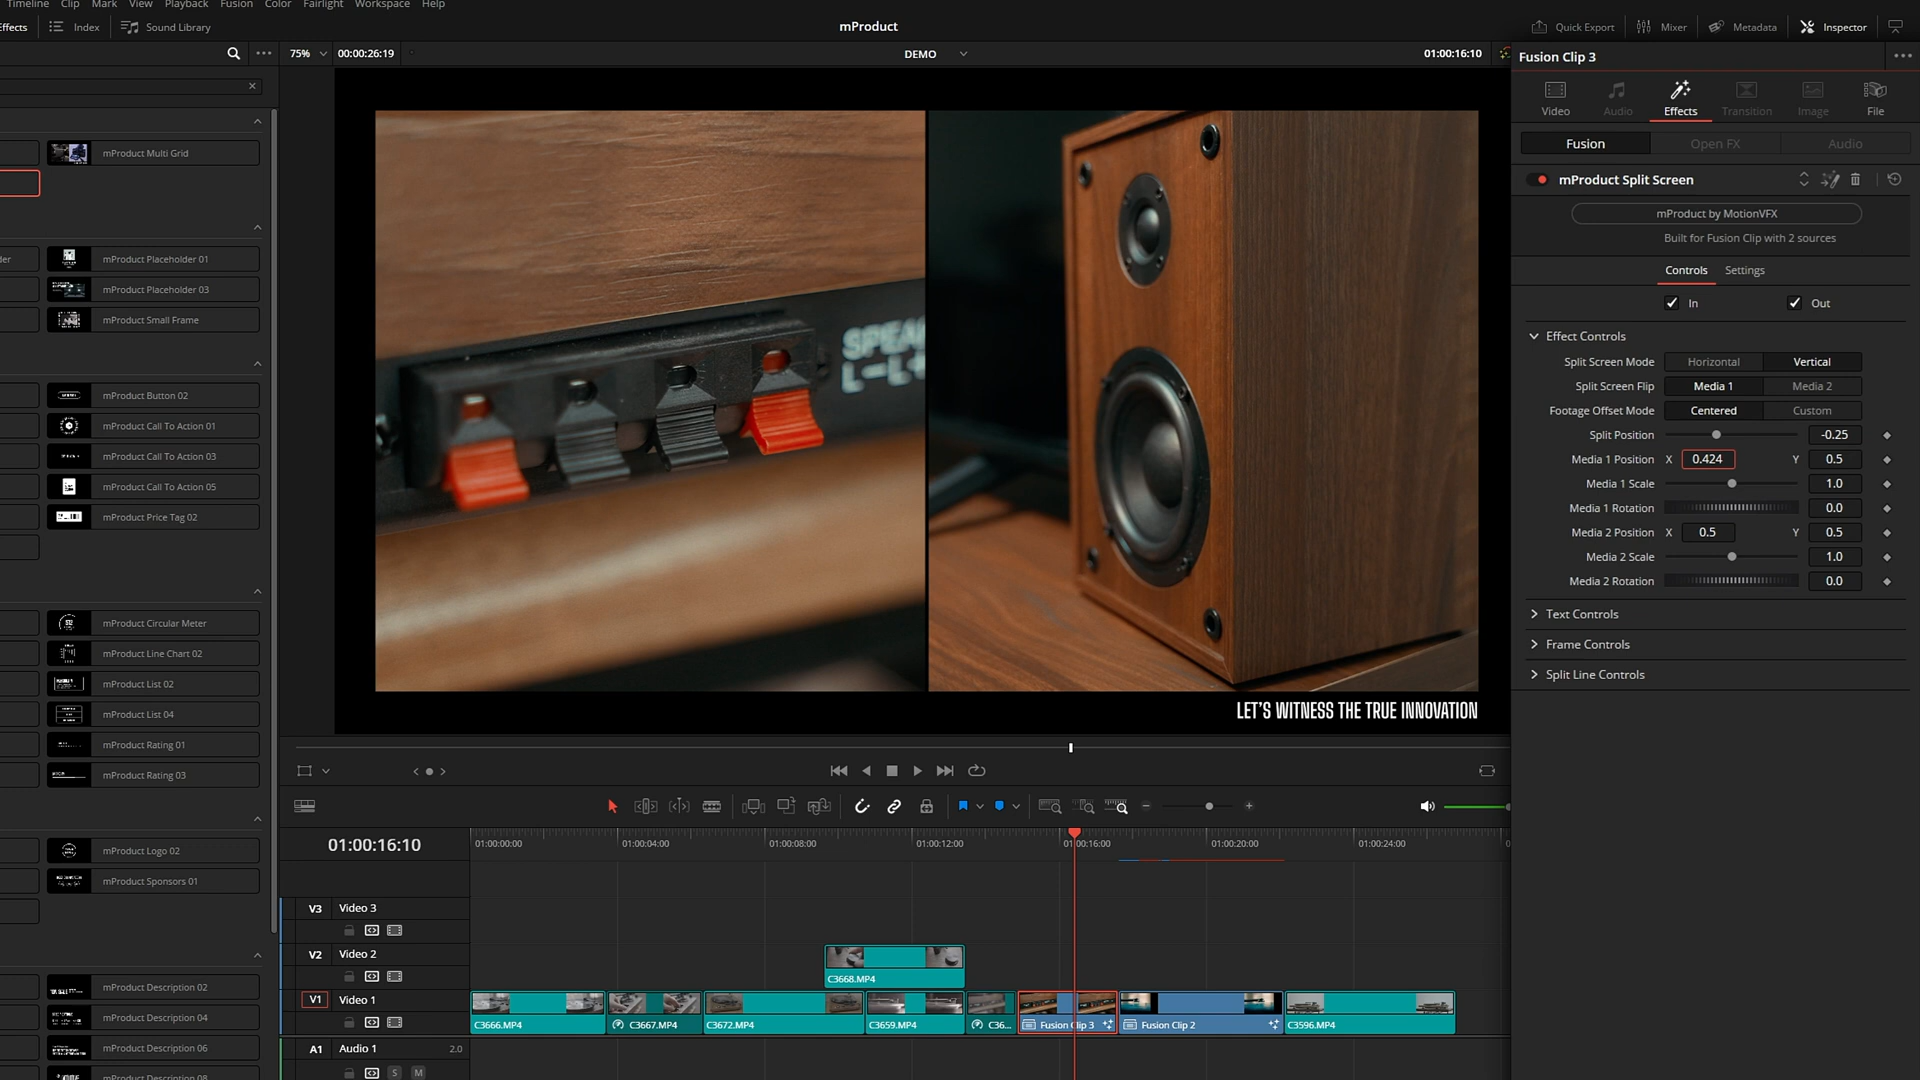 Timeline Clip Mark View Playback Fusion Color Fairlight Workspace Help
Effects Index Sound Library mProduct Quick Export Mixer Metadata Inspector
75% 00:00:26:19 DEMO 01:00:16:10
Fusion Clip 3
Video Audio Effects Transition Image File
Fusion Open FX Audio
mProduct Split Screen
mProduct by MotionVFX
Built for Fusion Clip with 2 sources
Controls Settings
In Out
Effect Controls
Split Screen Mode Horizontal Vertical
Split Screen Flip Media 1 Media 2
Footage Offset Mode Centered Custom
Split Position -0.25
Media 1 Position X 0.424 Y 0.5
Media 1 Scale 1.0
Media 1 Rotation 0.0
Media 2 Position X 0.5 Y 0.5
Media 2 Scale 1.0
Media 2 Rotation 0.0
Text Controls
Frame Controls
Split Line Controls
mProduct Multi Grid
mProduct Placeholder 01
mProduct Placeholder 03
mProduct Small Frame
mProduct Button 02
mProduct Call To Action 01
mProduct Call To Action 03
mProduct Call To Action 05
mProduct Price Tag 02
mProduct Circular Meter
mProduct Line Chart 02
mProduct List 02
mProduct List 04
mProduct Rating 01
mProduct Rating 03
mProduct Logo 02
mProduct Sponsors 01
mProduct Description 02
mProduct Description 04
mProduct Description 06
mProduct Description 08
SPEA
L-L+
LET'S WITNESS THE TRUE INNOVATION
01:00:16:10
01:00:00:00 01:00:04:00 01:00:08:00 01:00:12:00 01:00:16:00 01:00:20:00 01:00:24:00
V3 Video 3
V2 Video 2
C3668.MP4
V1 Video 1
C3666.MP4 C3667.MP4 C3672.MP4 C3659.MP4 C36... Fusion Clip 3 Fusion Clip 2 C3596.MP4
A1 Audio 1 2.0
S M